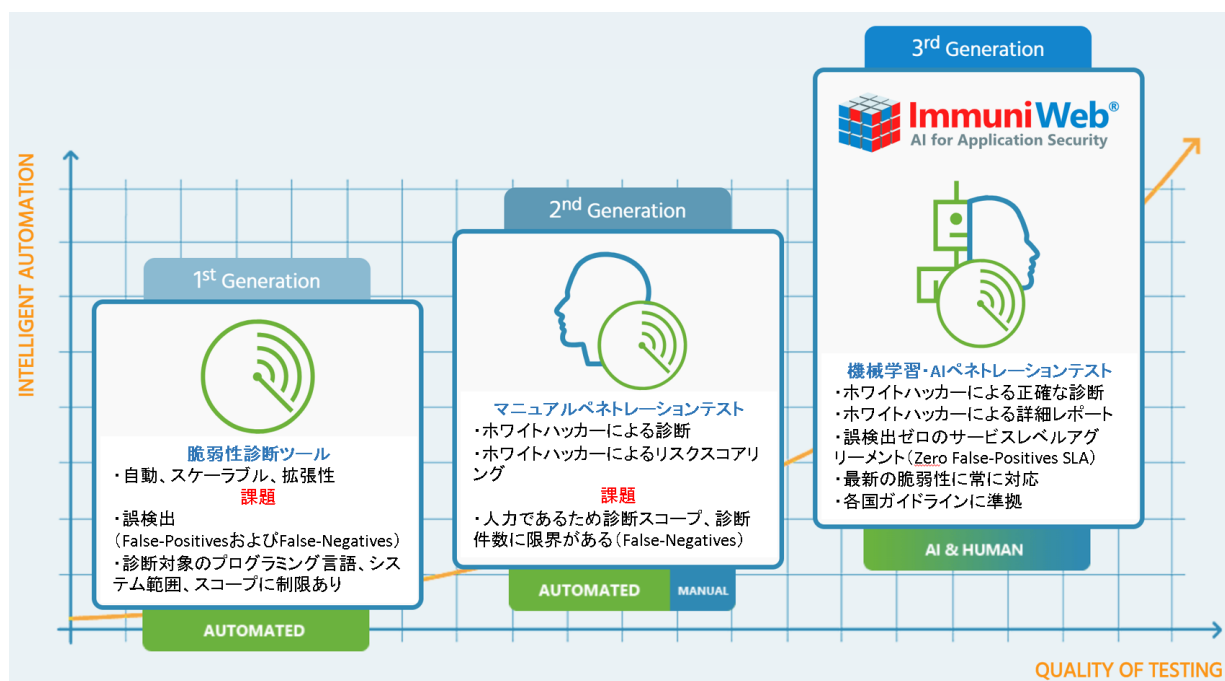 3rd Generation
ImmuniWeb®
AI for Application Security
機械学習・AIペネトレーションテスト
・ホワイトハッカーによる正確な診断
・ホワイトハッカーによる詳細レポート
・誤検出ゼロのサービスレベルアグ
リーメント（Zero False-Positives SLA）
・最新の脆弱性に常に対応
・各国ガイドラインに準拠
AI & HUMAN
2nd Generation
マニュアルペネトレーションテスト
・ホワイトハッカーによる診断
・ホワイトハッカーによるリスクスコアリ
ング
課題
・人力であるため診断スコープ、診断
件数に限界がある（False-Negatives）
AUTOMATED
MANUAL
1st Generation
脆弱性診断ツール
・自動、スケーラブル、拡張性
課題
・誤検出
（False-PositivesおよびFalse-Negatives）
・診断対象のプログラミング言語、シス
テム範囲、スコープに制限あり
AUTOMATED
INTELLIGENT AUTOMATION
QUALITY OF TESTING